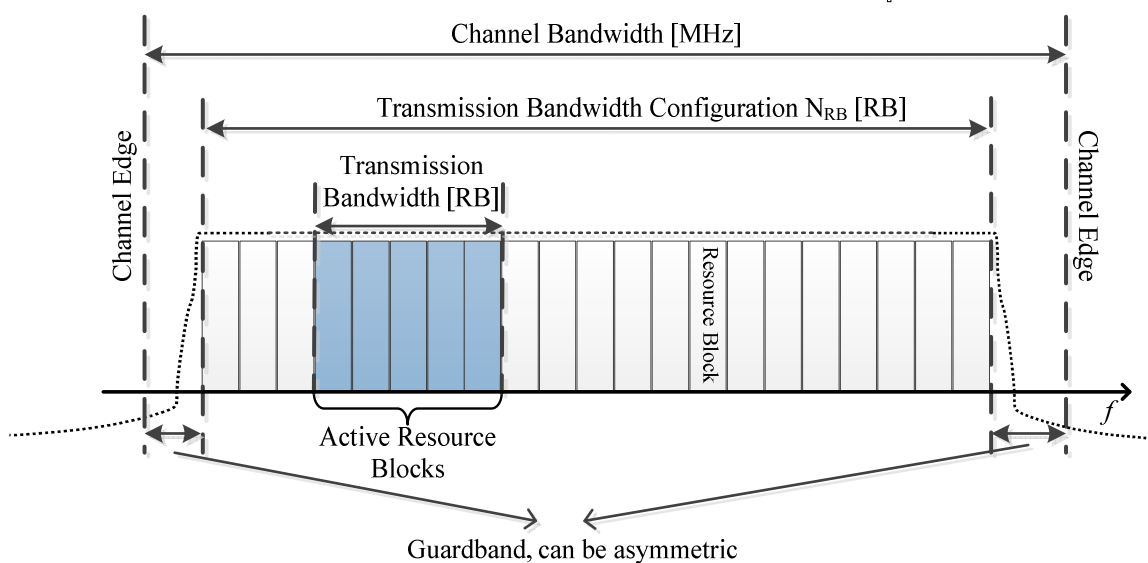 Channel Bandwidth [MHz]
Transmission Bandwidth Configuration NRB [RB]
Transmission
Bandwidth [RB]
Channel Edge
Channel Edge
Resource Block
f
Active Resource
Blocks
Guardband, can be asymmetric